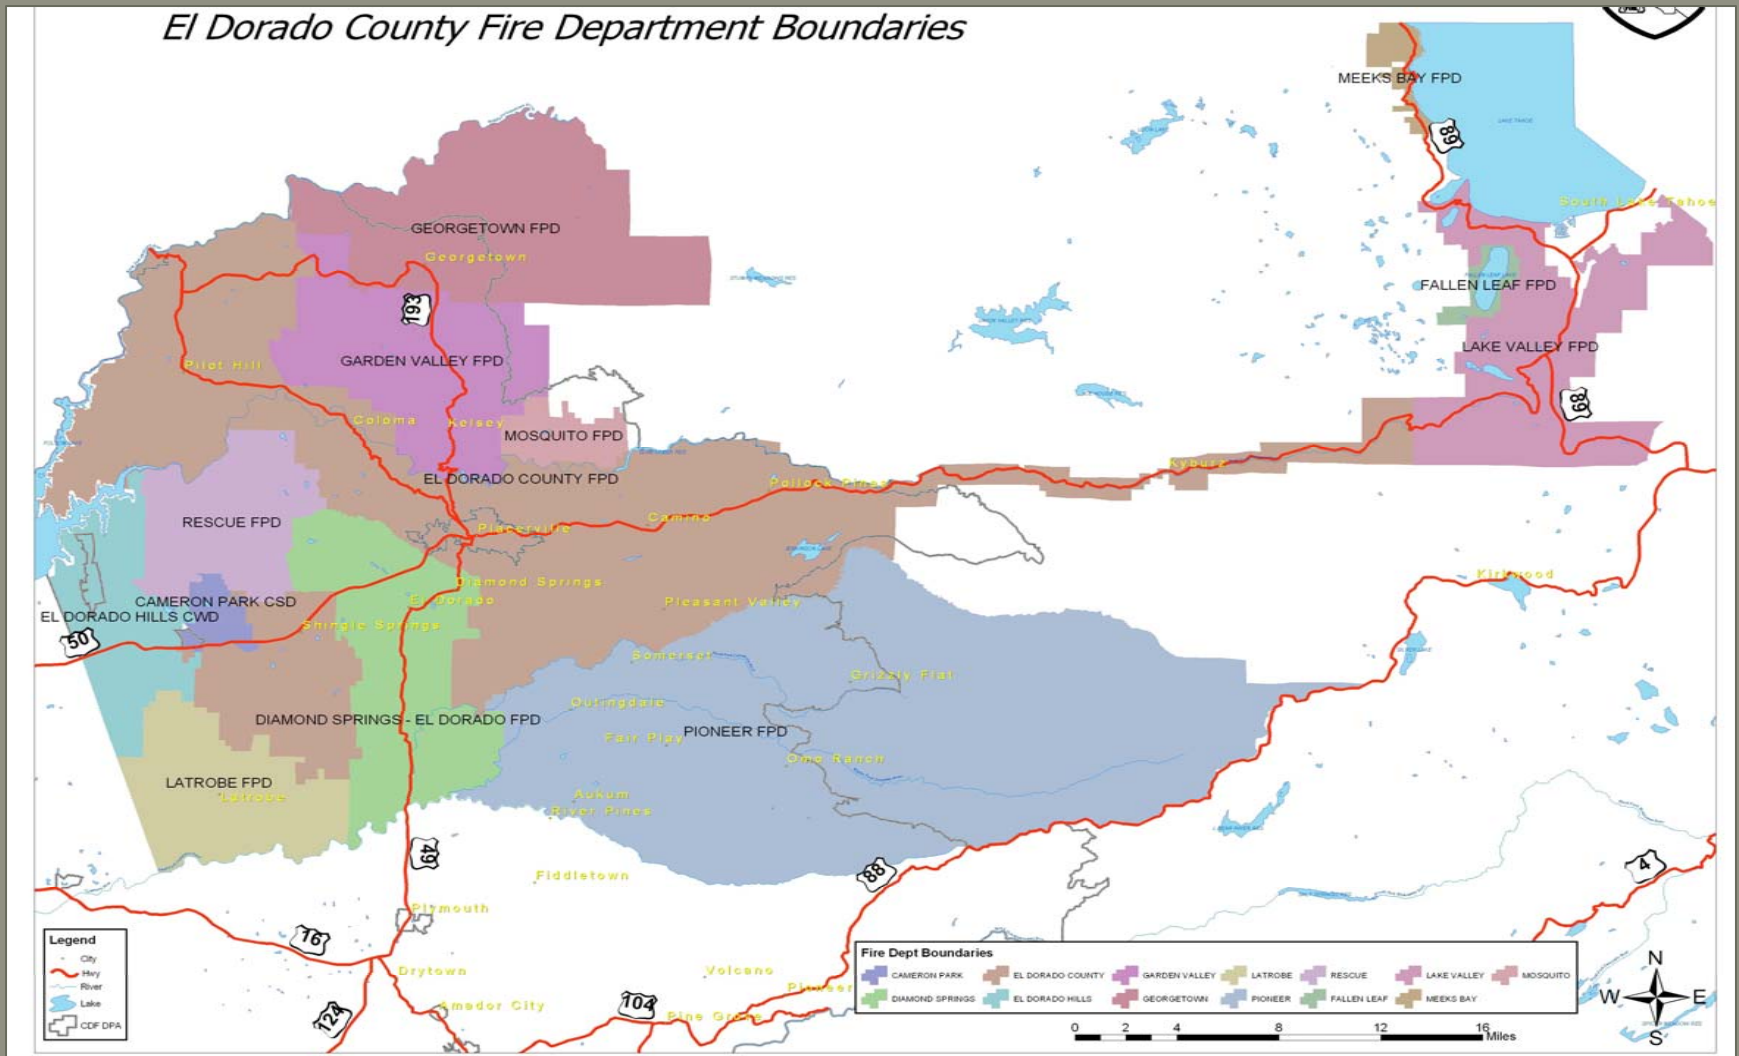 El Dorado County Fire Department Boundaries
MEEKS BAY FPD
89
LAKE TAHOE
South Lake Tahoe
GEORGETOWN FPD
Georgetown
FALLEN LEAF LAKE
FALLEN LEAF FPD
193
LAKE VALLEY FPD
GARDEN VALLEY FPD
Pilot Hill
89
Coloma
Kelsey
MOSQUITO FPD
EL DORADO COUNTY FPD
Kyburz
Pollock Pines
RESCUE FPD
Camino
Placerville
Diamond Springs
Kirkwood
CAMERON PARK CSD
El Dorado
Pleasant Valley
EL DORADO HILLS CWD
Shingle Springs
50
Somerset
Grizzly Flat
Outingdale
DIAMOND SPRINGS - EL DORADO FPD
Fair Play
PIONEER FPD
Omo Ranch
LATROBE FPD
Latrobe
Aukum
River Pines
49
88
4
Fiddletown
Plymouth
16
Drytown
Volcano
Pioneer
Amador City
104
124
Pine Grove
Legend
City
Hwy
River
Lake
CDF DPA
Fire Dept Boundaries
CAMERON PARK EL DORADO COUNTY GARDEN VALLEY LATROBE RESCUE LAKE VALLEY MOSQUITO
DIAMOND SPRINGS EL DORADO HILLS GEORGETOWN PIONEER FALLEN LEAF MEEKS BAY
0 2 4 8 12 16
Miles
N
W E
S